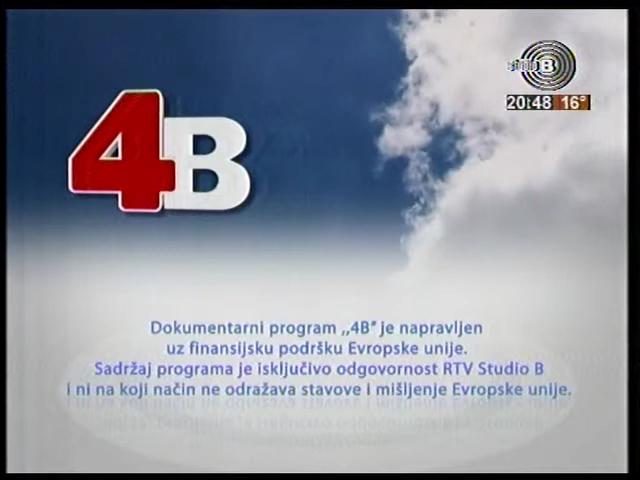 4B
studio B
20:48 16°
Dokumentarni program ,,4B" je napravljen
uz finansijsku podršku Evropske unije.
Sadržaj programa je isključivo odgovornost RTV Studio B
i ni na koji način ne odražava stavove i mišljenje Evropske unije.